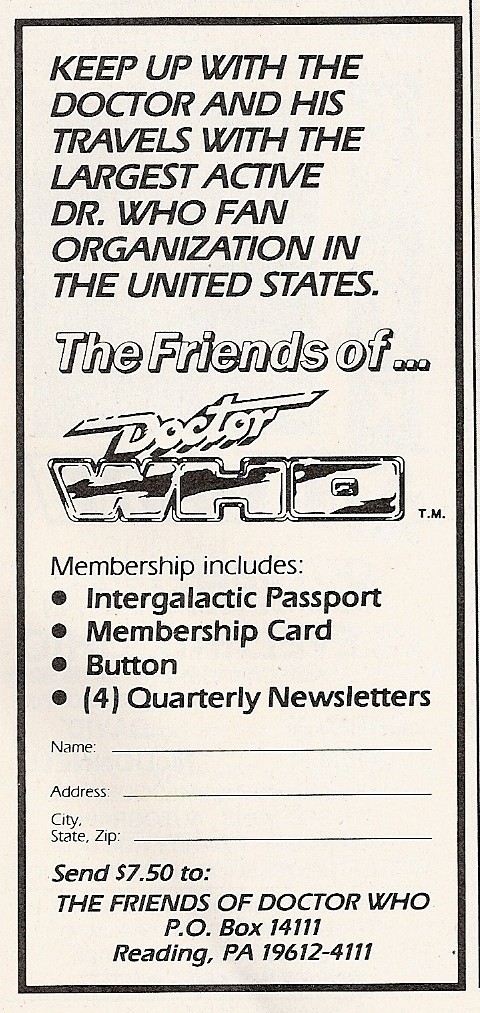 KEEP UP WITH THE
DOCTOR AND HIS
TRAVELS WITH THE
LARGEST ACTIVE
DR. WHO FAN
ORGANIZATION IN
THE UNITED STATES.
The Friends of...
Doctor
WHO T.M.
Membership includes:
● Intergalactic Passport
● Membership Card
● Button
● (4) Quarterly Newsletters
Name:
Address:
City,
State, Zip:
Send $7.50 to:
THE FRIENDS OF DOCTOR WHO
P.O. Box 14111
Reading, PA 19612-4111